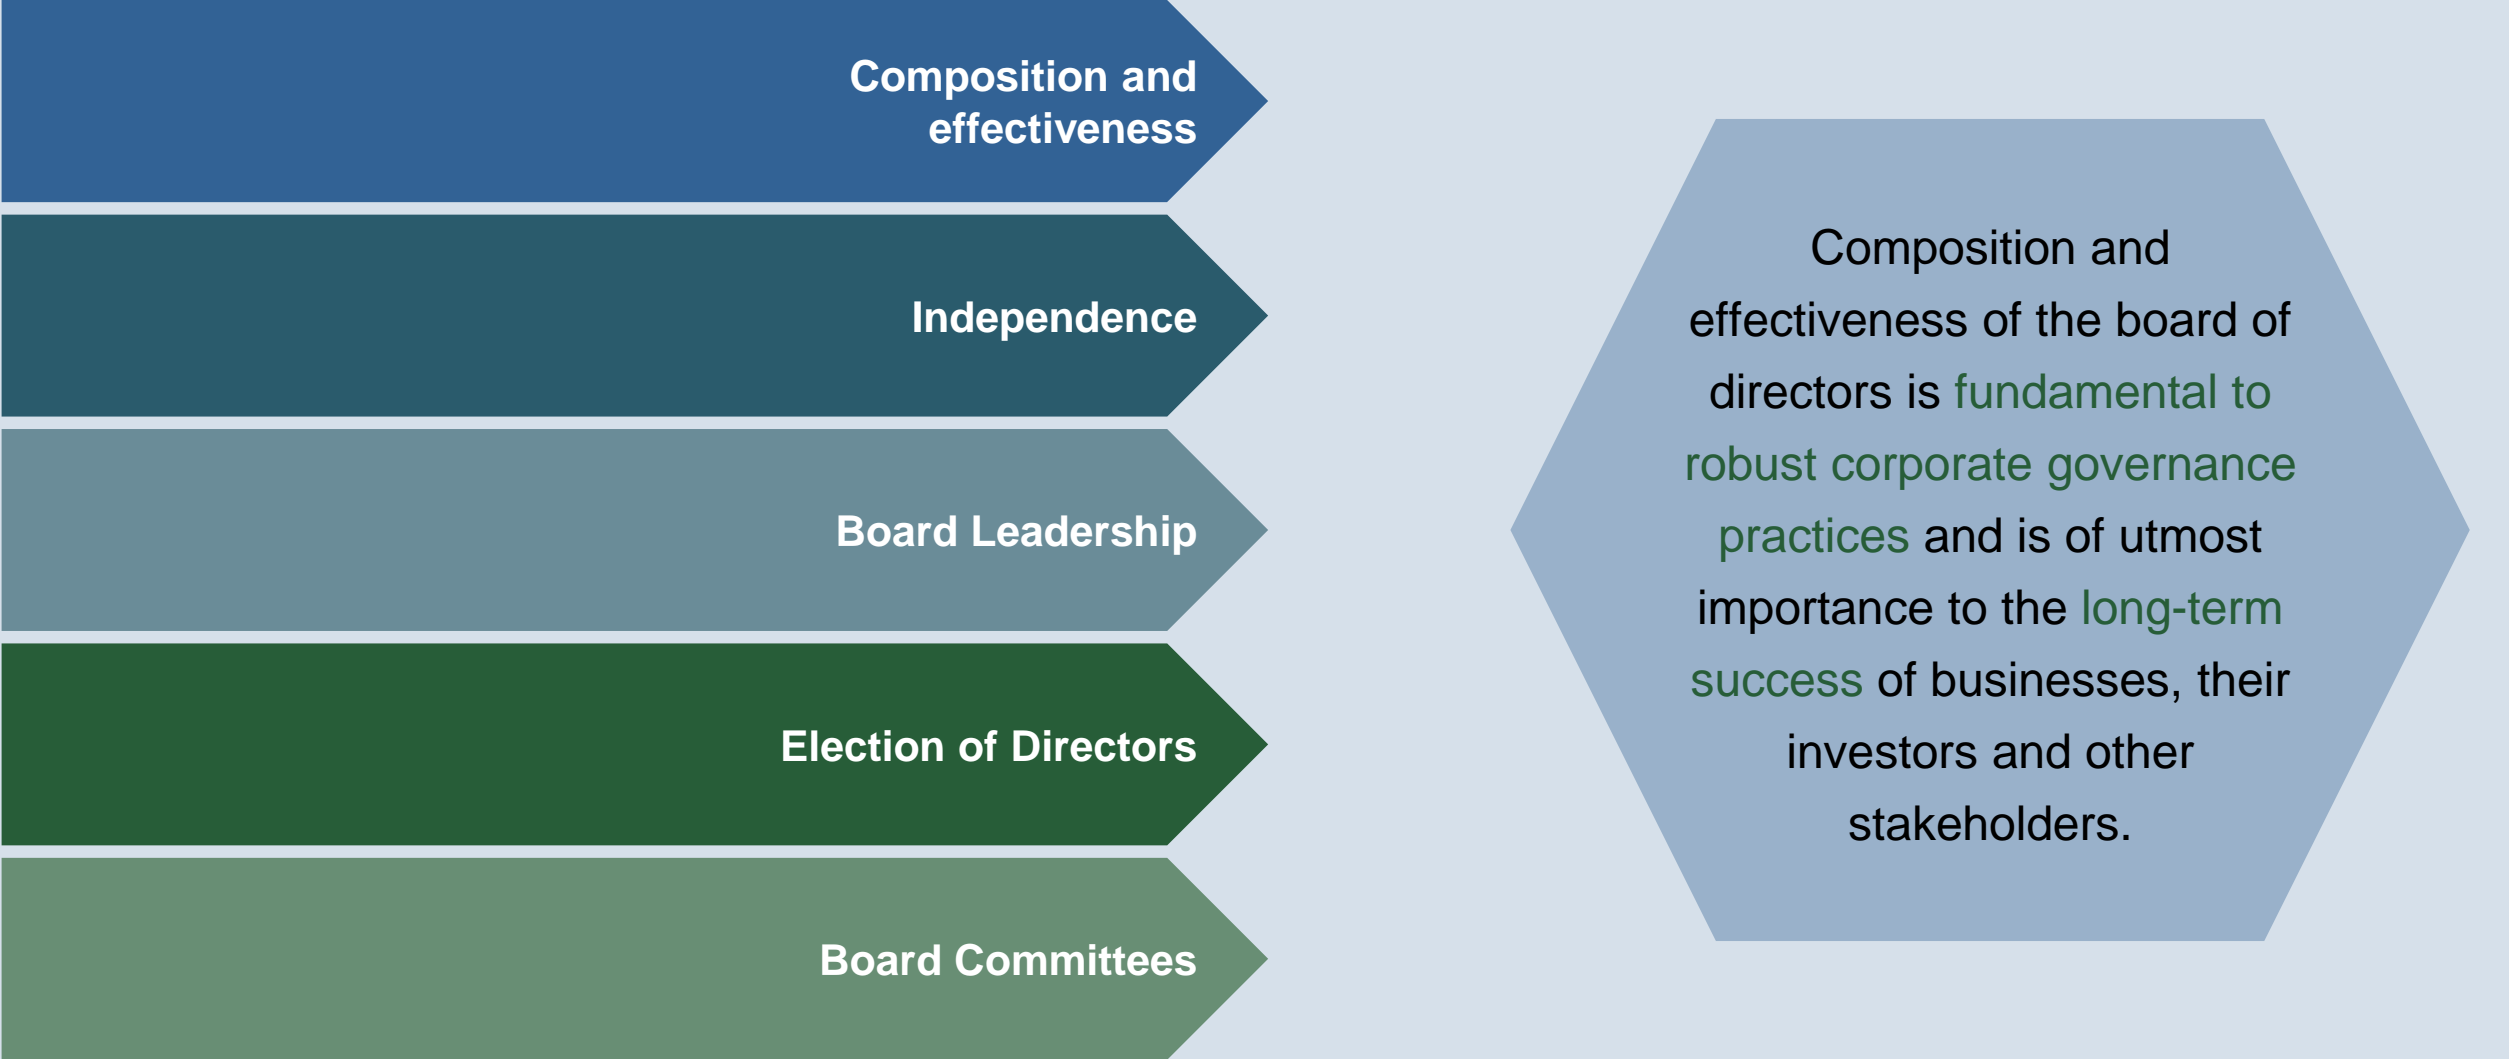 Composition and
effectiveness
Independence
Board Leadership
Election of Directors
Board Committees
Composition and
effectiveness of the board of
directors is fundamental to
robust corporate governance
practices and is of utmost
importance to the long-term
success of businesses, their
investors and other
stakeholders.